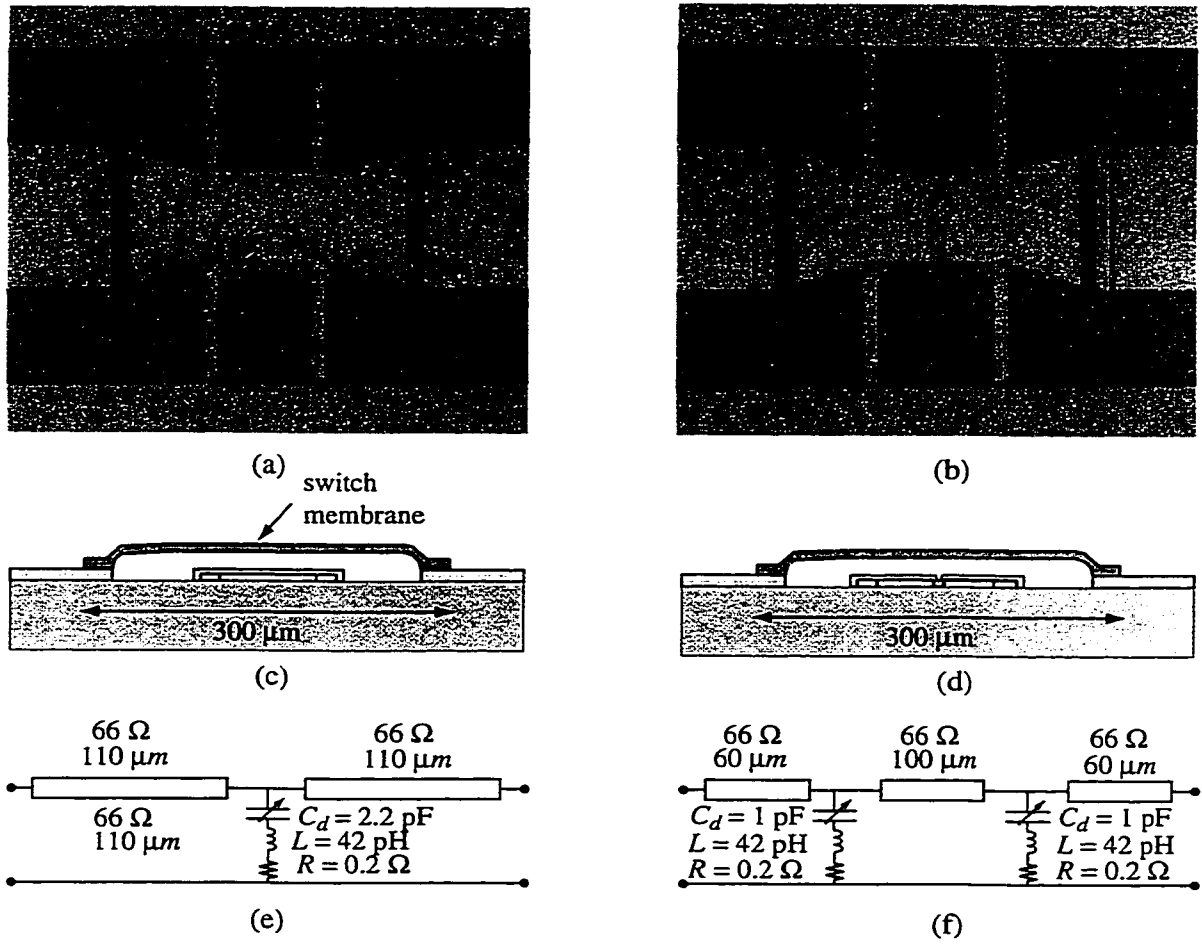 (a)
(b)
switch
membrane
300 μm
(c)
300 μm
(d)
66 Ω
110 μm
66 Ω
110 μm
66 Ω
110 μm
C_d = 2.2 pF
L = 42 pH
R = 0.2 Ω
(e)
66 Ω
60 μm
66 Ω
100 μm
66 Ω
60 μm
C_d = 1 pF
L = 42 pH
R = 0.2 Ω
C_d = 1 pF
L = 42 pH
R = 0.2 Ω
(f)